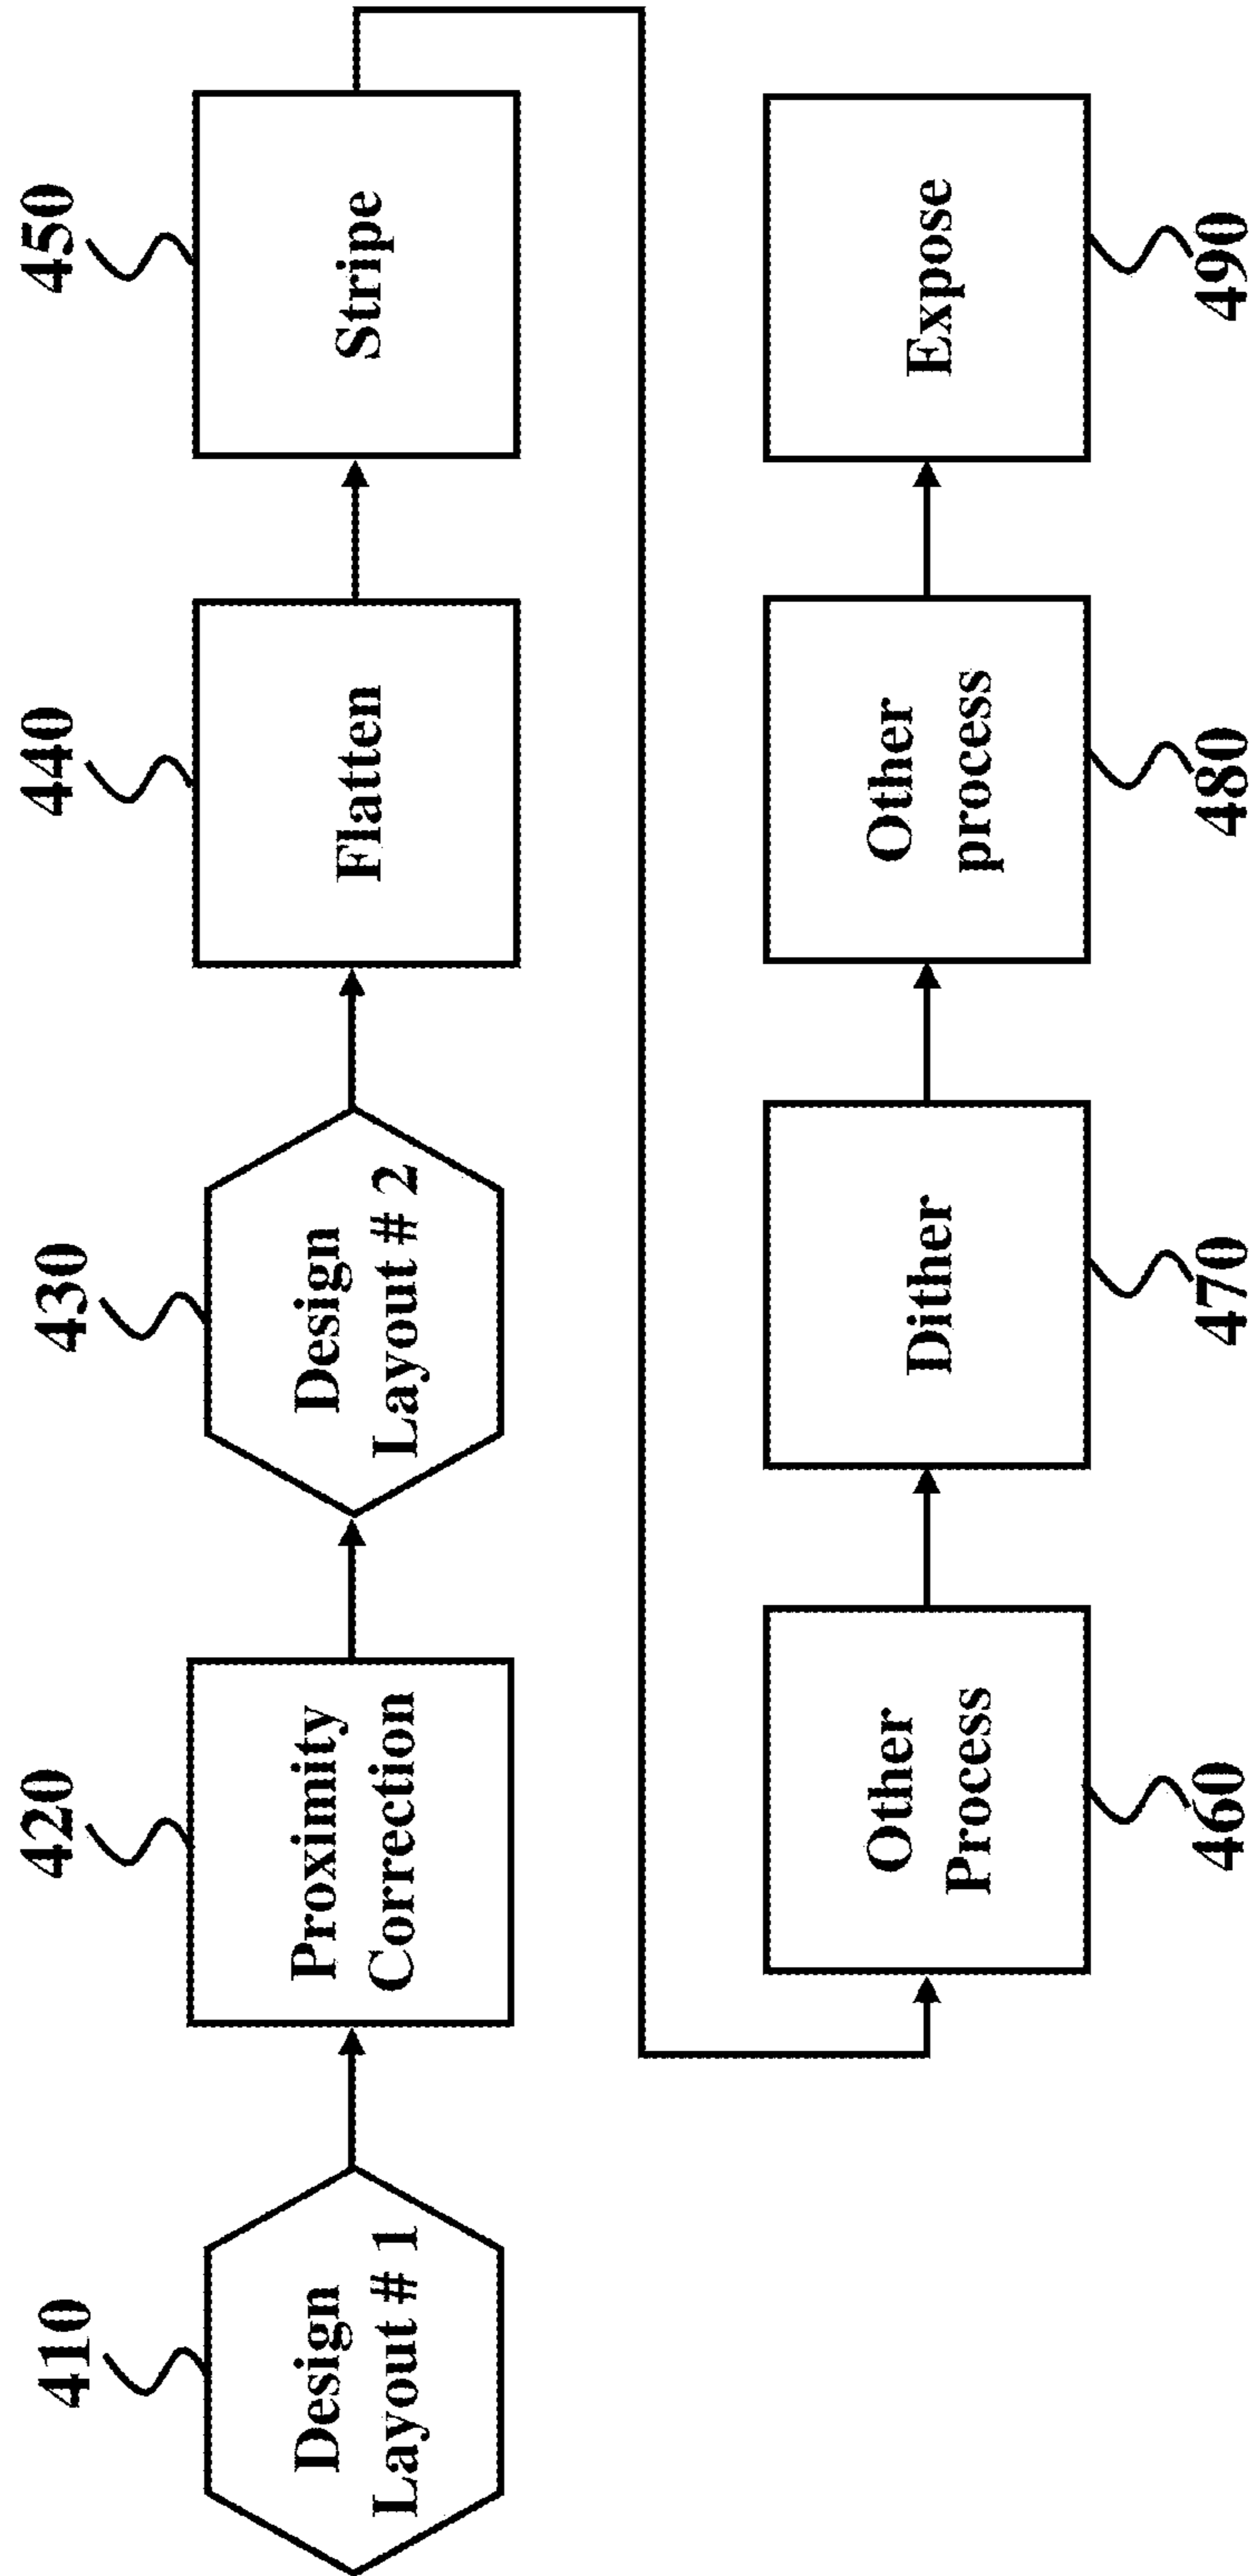 410
Design
Layout # 1
420
Proximity
Correction
430
Design
Layout # 2
440
Flatten
450
Stripe
Other
Process
460
Dither
470
Other
process
480
Expose
490